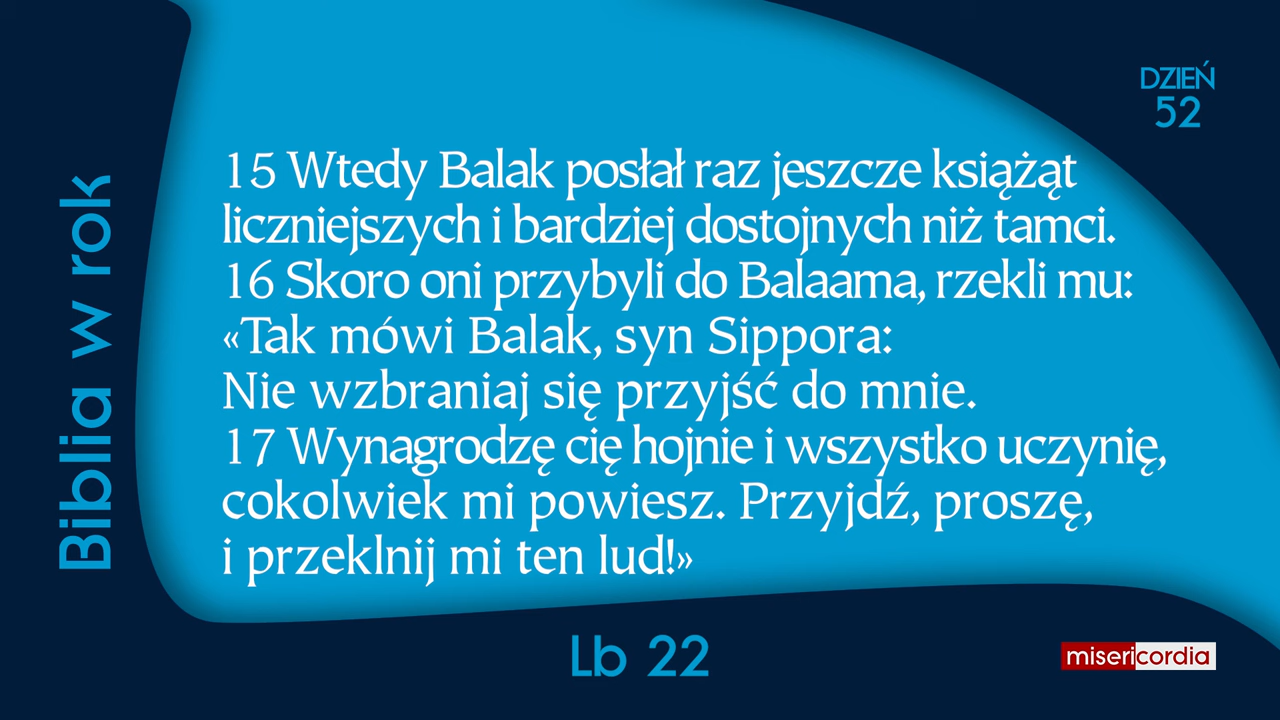 DZIEŃ
52
Biblia w rok
15 Wtedy Balak posłał raz jeszcze książąt
liczniejszych i bardziej dostojnych niż tamci.
16 Skoro oni przybyli do Balaama, rzekli mu:
«Tak mówi Balak, syn Sippora:
Nie wzbraniaj się przyjść do mnie.
17 Wynagrodzę cię hojnie i wszystko uczynię,
cokolwiek mi powiesz. Przyjdź, proszę,
i przeklnij mi ten lud!»
Lb 22
misericordia